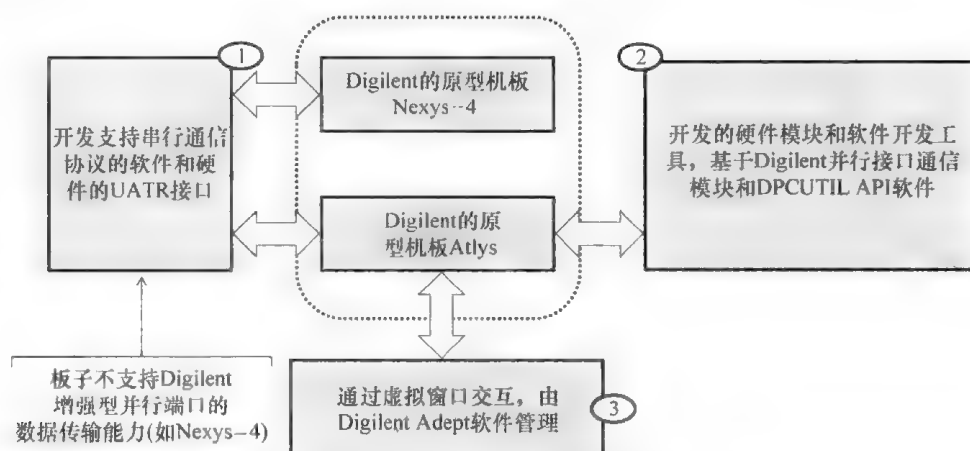 1
开发支持串行通信
协议的软件和硬
件的UATR接口
Digilent的原型机板
Nexys-4
Digilent的原
型机板Atlys
2
开发的硬件模块和软件开发工
具，基于Digilent并行接口通信
模块和DPCUTIL API软件
板子不支持Digilent
增强型并行端口的
数据传输能力(如Nexys-4)
通过虚拟窗口交互，由
Digilent Adept软件管理
3